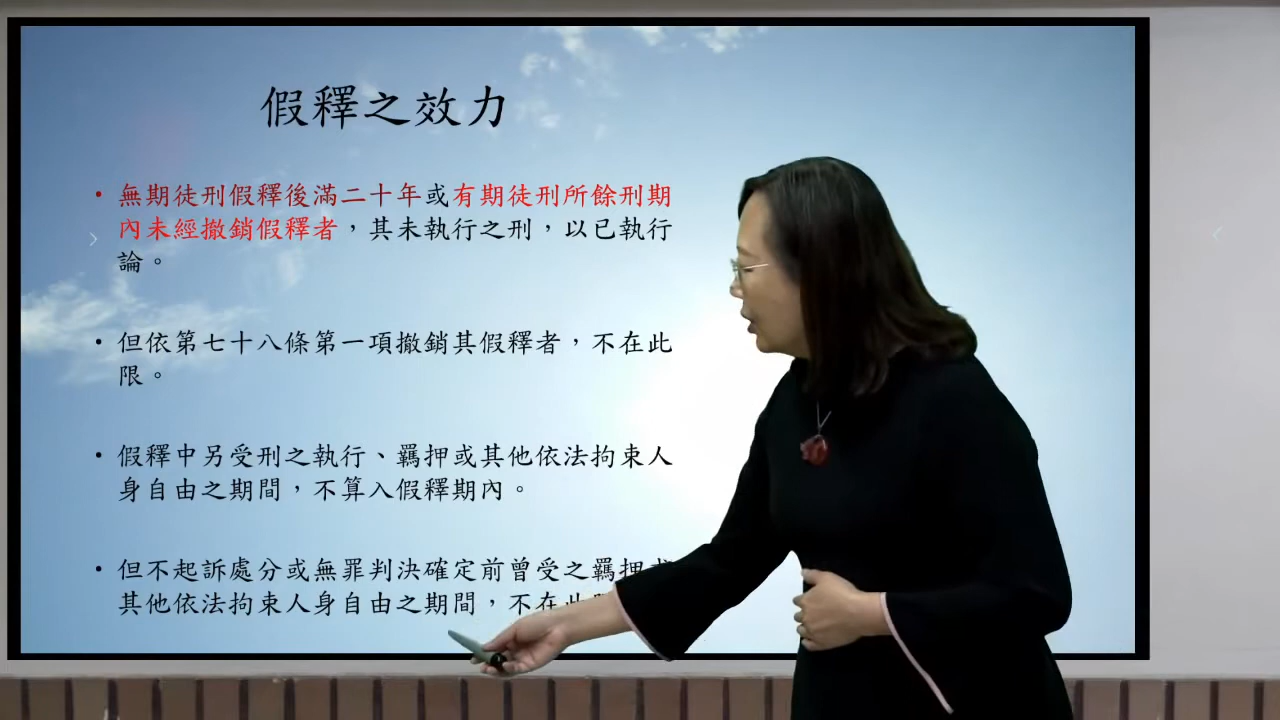 假釋之效力
• 無期徒刑假釋後滿二十年或有期徒刑所餘刑期
內未經撤銷假釋者，其未執行之刑，以已執行
論。
• 但依第七十八條第一項撤銷其假釋者，不在此
限。
• 假釋中另受刑之執行、羈押或其他依法拘束人
身自由之期間，不算入假釋期內。
• 但不起訴處分或無罪判決確定前曾受之羈押或
其他依法拘束人身自由之期間，不在此